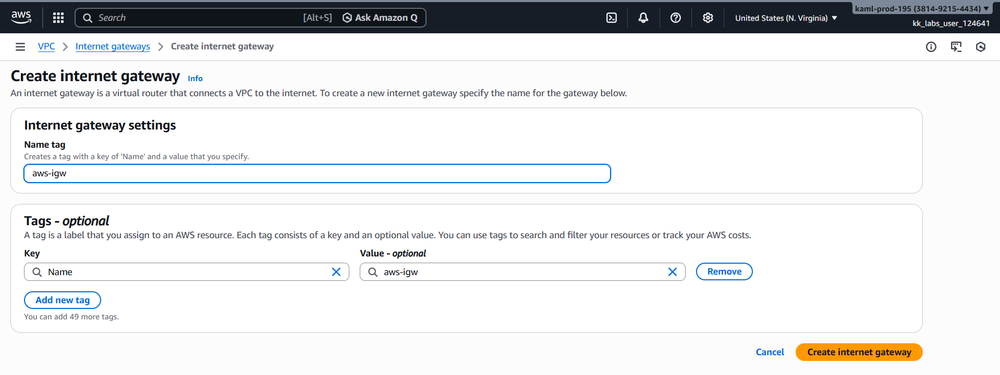 aws
Search [Alt+S] Ask Amazon Q
United States (N. Virginia) ▼
kaml-prod-195 (3814-9215-4434) ▼
kk_labs_user_124641
VPC > Internet gateways > Create internet gateway
Create internet gateway Info
An internet gateway is a virtual router that connects a VPC to the internet. To create a new internet gateway specify the name for the gateway below.
Internet gateway settings
Name tag
Creates a tag with a key of 'Name' and a value that you specify.
aws-igw
Tags - optional
A tag is a label that you assign to an AWS resource. Each tag consists of a key and an optional value. You can use tags to search and filter your resources or track your AWS costs.
Key Value - optional
Name aws-igw Remove
Add new tag
You can add 49 more tags.
Cancel Create internet gateway